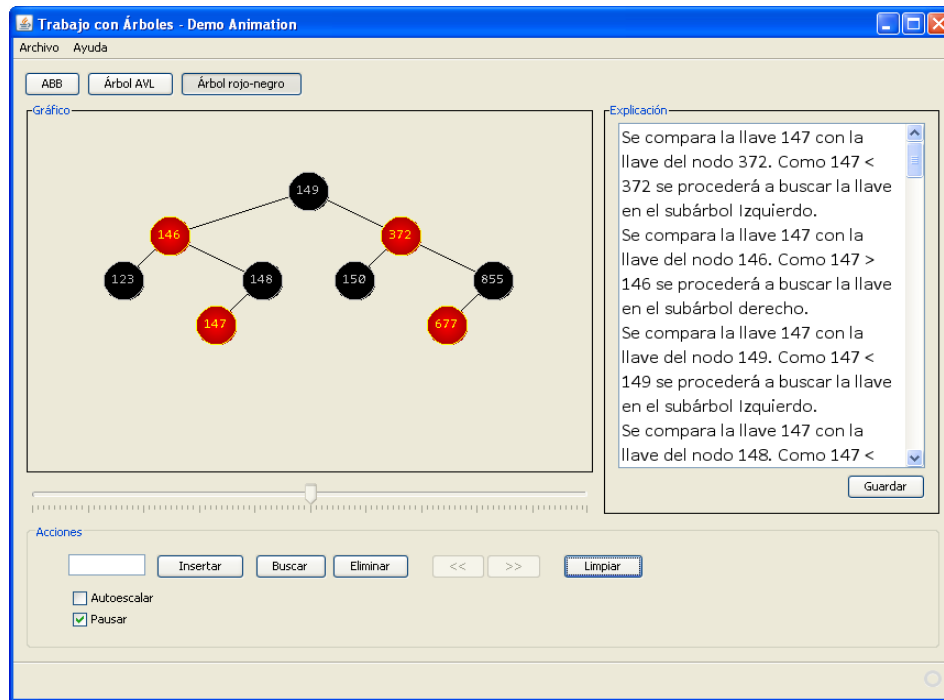 Trabajo con Árboles - Demo Animation
Archivo Ayuda
ABB Árbol AVL Árbol rojo-negro
Gráfico
149
146 372
123 148 150 855
147 677
Explicación
Se compara la llave 147 con la
llave del nodo 372. Como 147 <
372 se procederá a buscar la llave
en el subárbol Izquierdo.
Se compara la llave 147 con la
llave del nodo 146. Como 147 >
146 se procederá a buscar la llave
en el subárbol derecho.
Se compara la llave 147 con la
llave del nodo 149. Como 147 <
149 se procederá a buscar la llave
en el subárbol Izquierdo.
Se compara la llave 147 con la
llave del nodo 148. Como 147 <
Guardar
Acciones
Insertar Buscar Eliminar << >> Limpiar
Autoescalar
Pausar